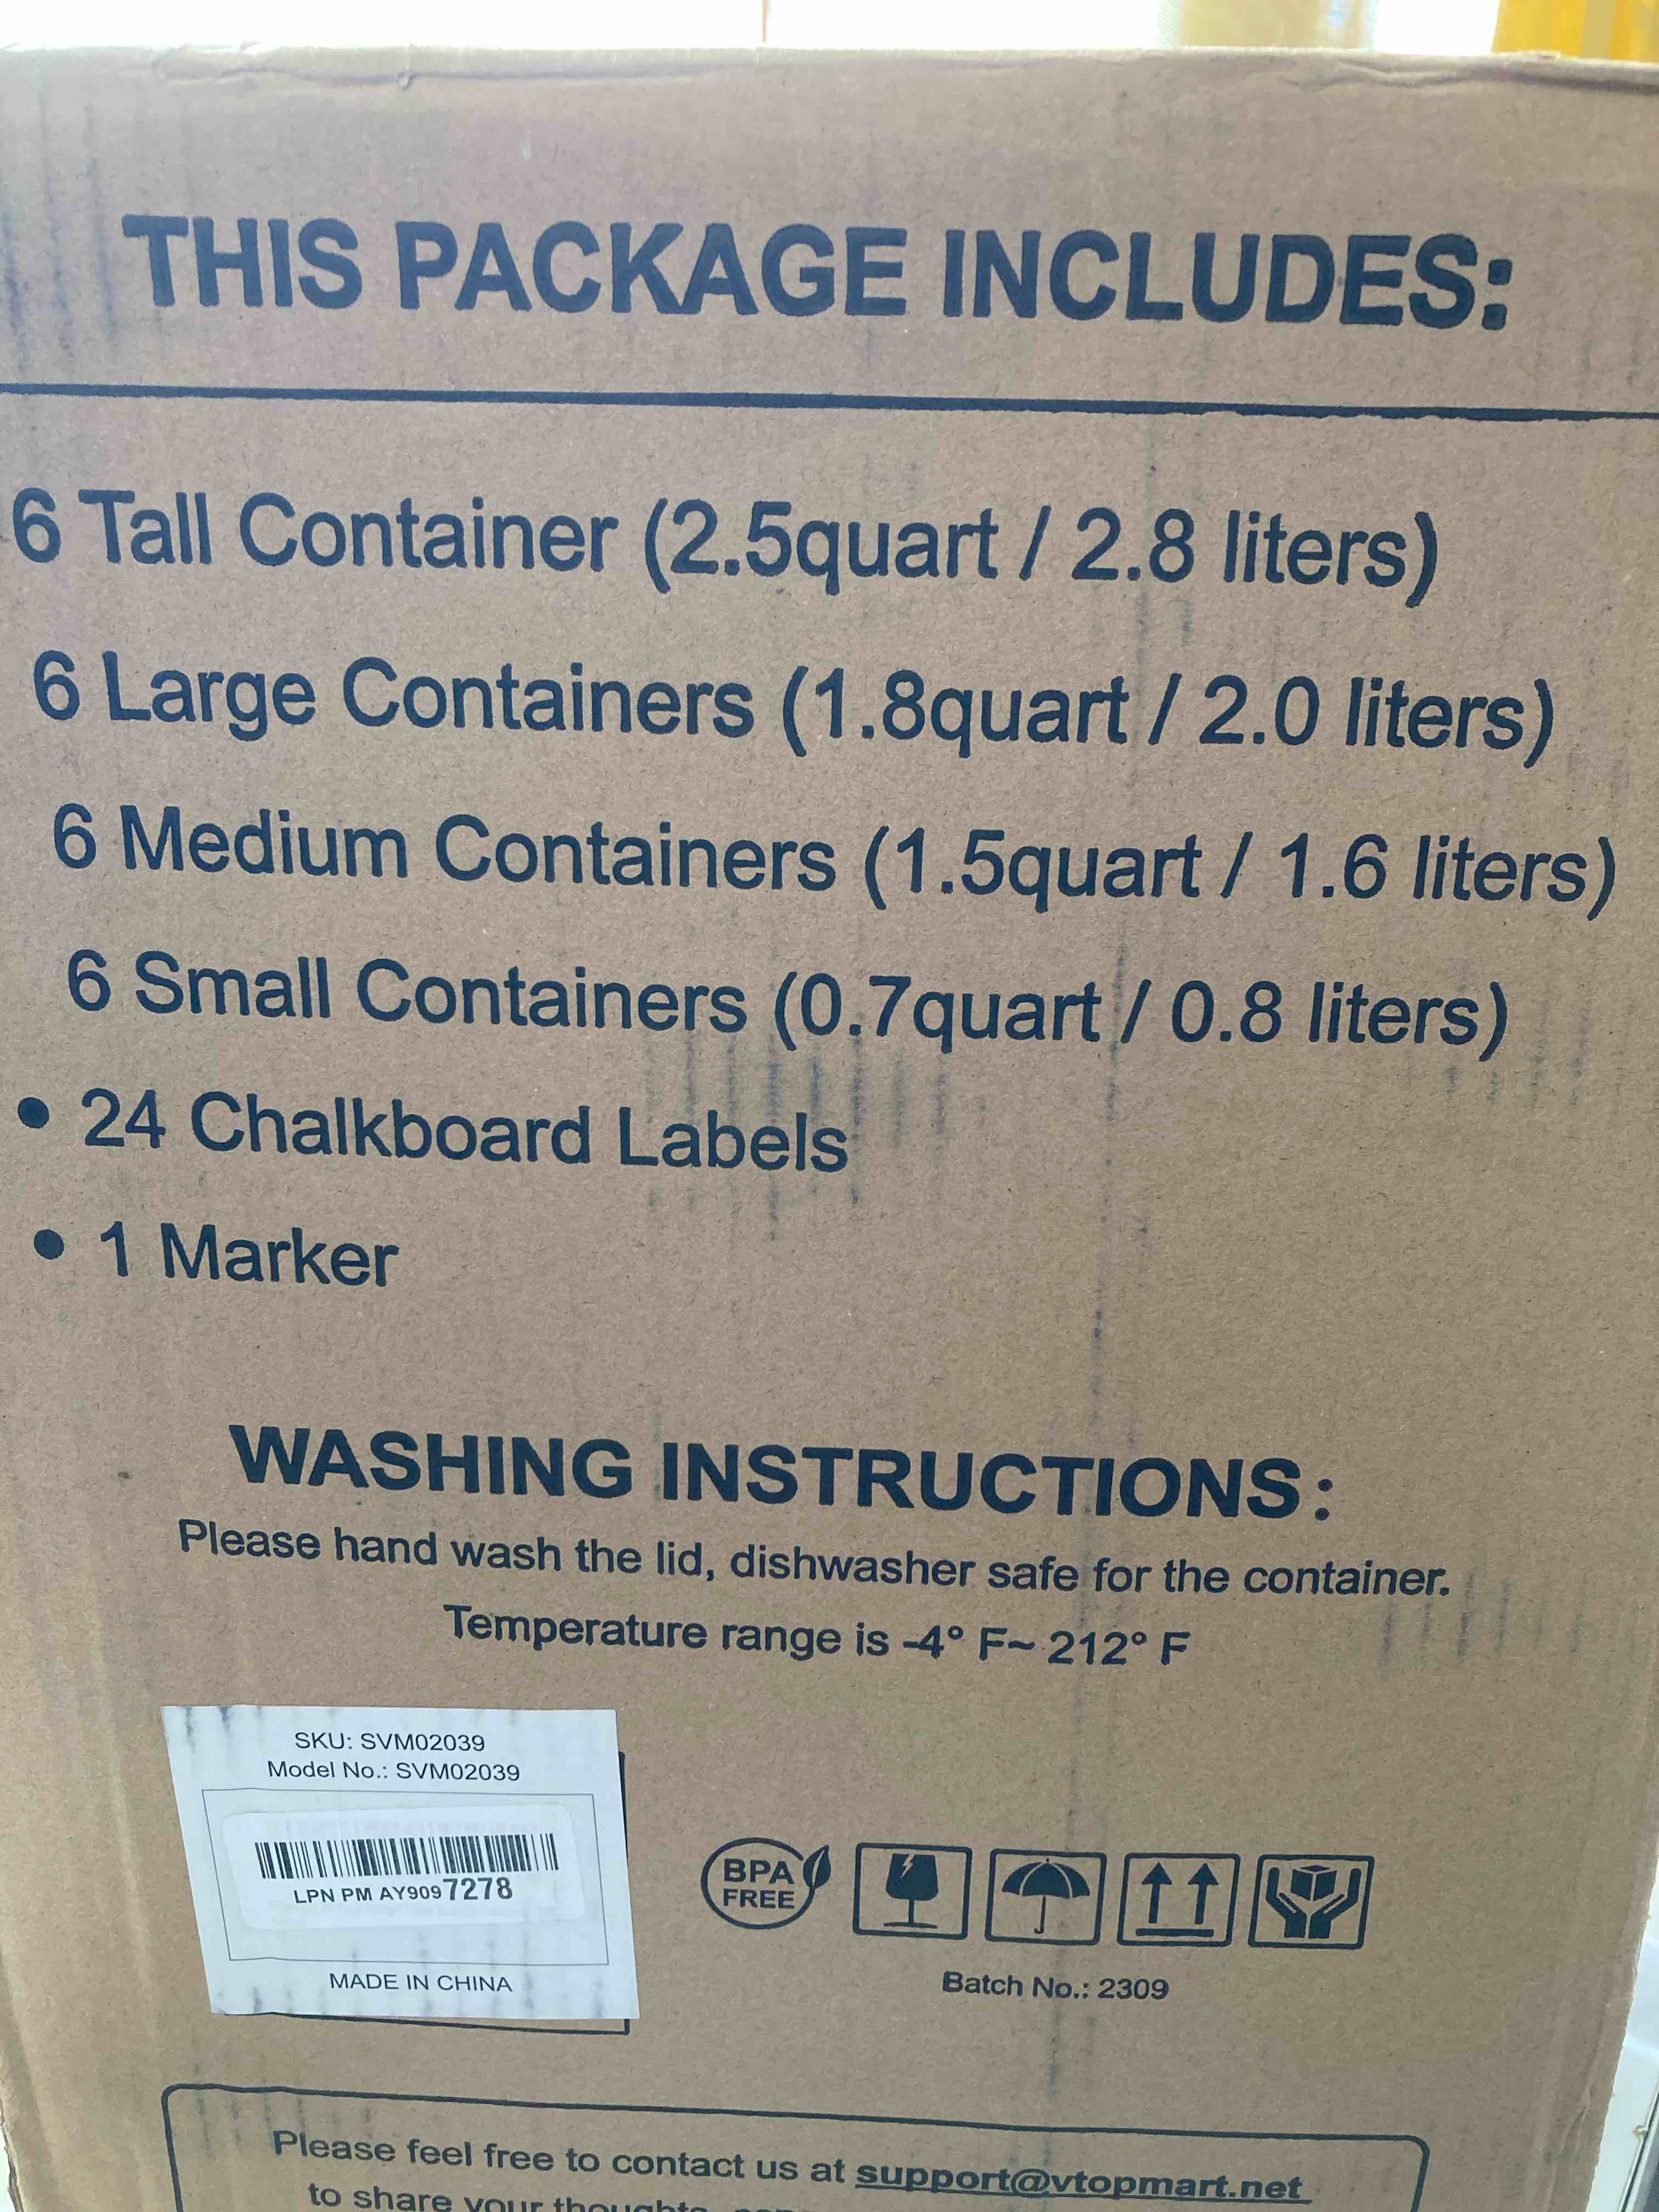 THIS PACKAGE INCLUDES:
6 Tall Container (2.5quart / 2.8 liters)
6 Large Containers (1.8quart / 2.0 liters)
6 Medium Containers (1.5quart / 1.6 liters)
6 Small Containers (0.7quart / 0.8 liters)
• 24 Chalkboard Labels
• 1 Marker
WASHING INSTRUCTIONS:
Please hand wash the lid, dishwasher safe for the container.
Temperature range is -4° F~ 212° F
SKU: SVM02039
Model No.: SVM02039
LPN PM AY9097278
MADE IN CHINA
BPA
FREE
Batch No.: 2309
Please feel free to contact us at support@vtopmart.net
to share your thoughts